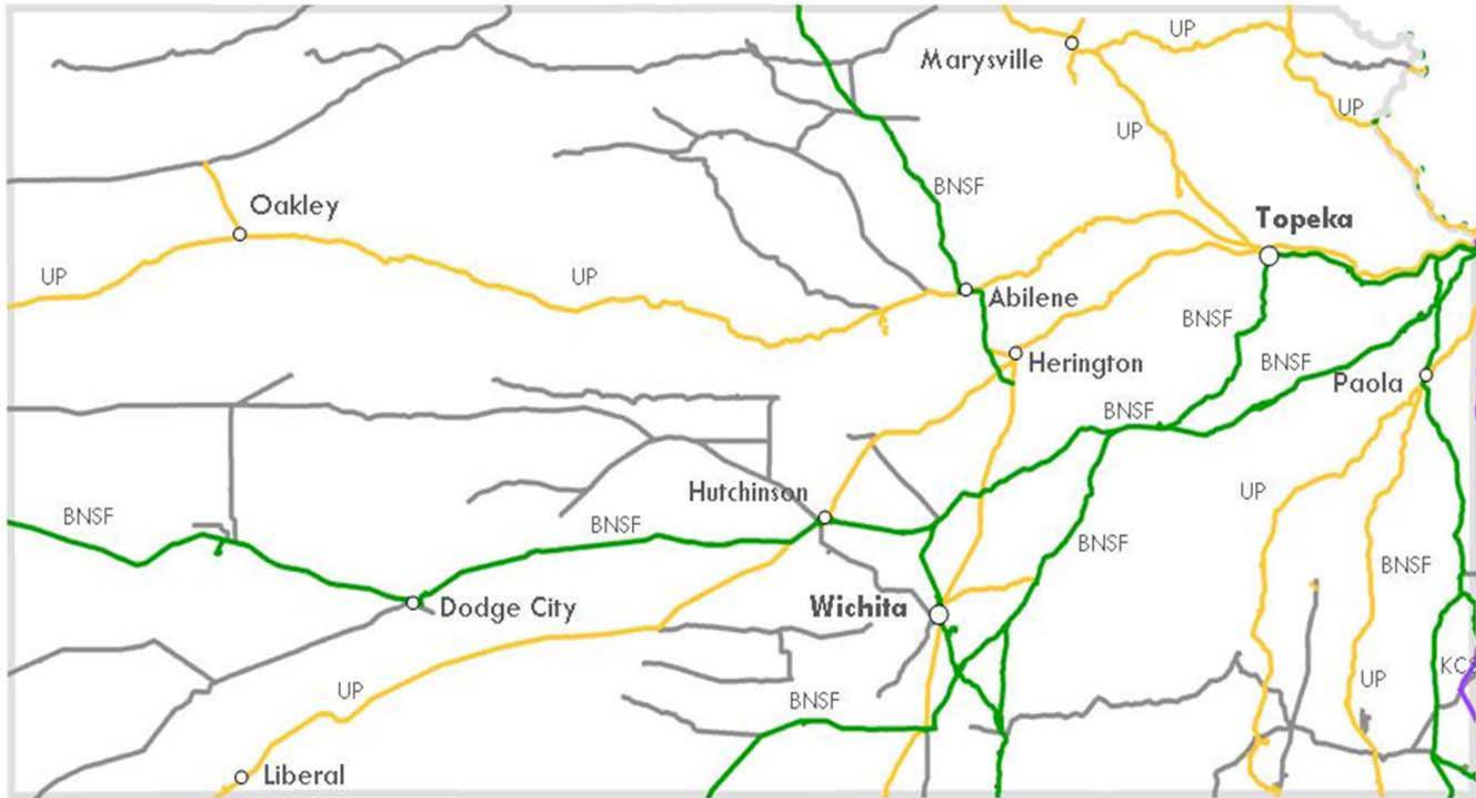 UP
Marysville
UP
UP
BNSF
Oakley
Topeka
UP
UP
Abilene
BNSF
Herington
BNSF
Paola
BNSF
Hutchinson
UP
BNSF
BNSF
BNSF
BNSF
Dodge City
Wichita
KC
UP
UP
BNSF
Liberal